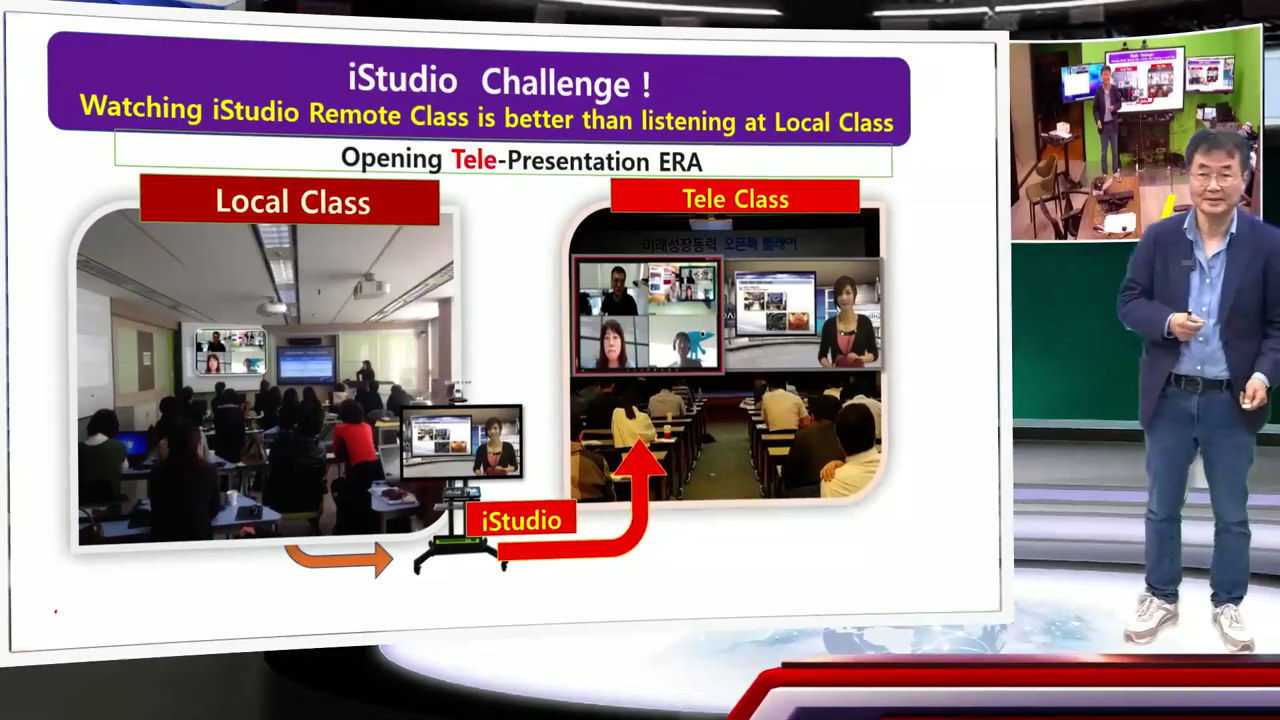 iStudio Challenge !
Watching iStudio Remote Class is better than listening at Local Class
Opening Tele-Presentation ERA
Local Class
Tele Class
미래성장동력 오픈톡 릴레이
iStudio